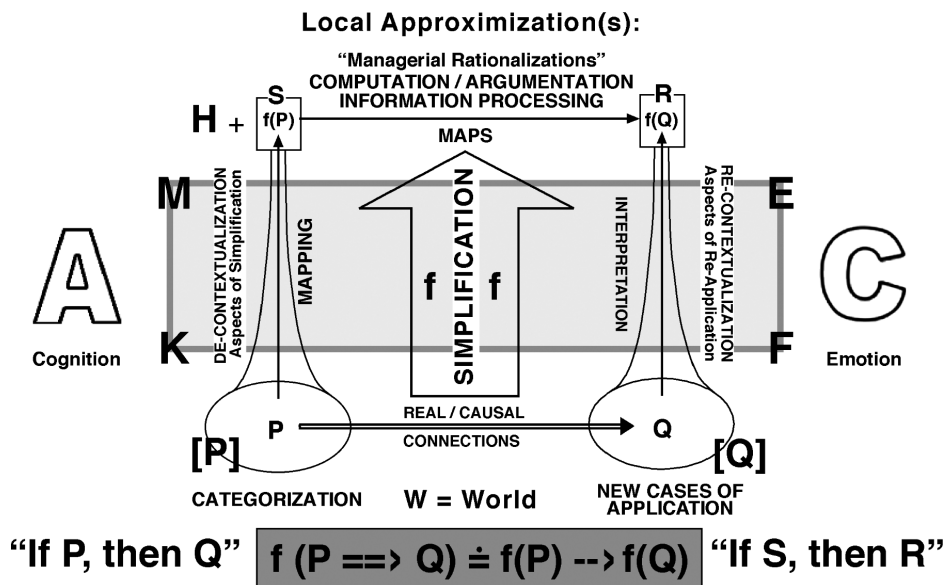 Local Approximation(s):
“Managerial Rationalizations”
COMPUTATION / ARGUMENTATION
INFORMATION PROCESSING
S
R
H + f(P)
f(Q)
MAPS
M
E
DE-CONTEXTUALIZATION
Aspects of Simplification
MAPPING
SIMPLIFICATION
f
f
INTERPRETATION
RE-CONTEXTUALIZATION
Aspects of Re-Application
A
C
Cognition
Emotion
K
F
REAL / CAUSAL
CONNECTIONS
P
Q
[P]
[Q]
CATEGORIZATION
W = World
NEW CASES OF
APPLICATION
“If P, then Q”
f (P ==> Q) ≐ f(P) --> f(Q)
“If S, then R”